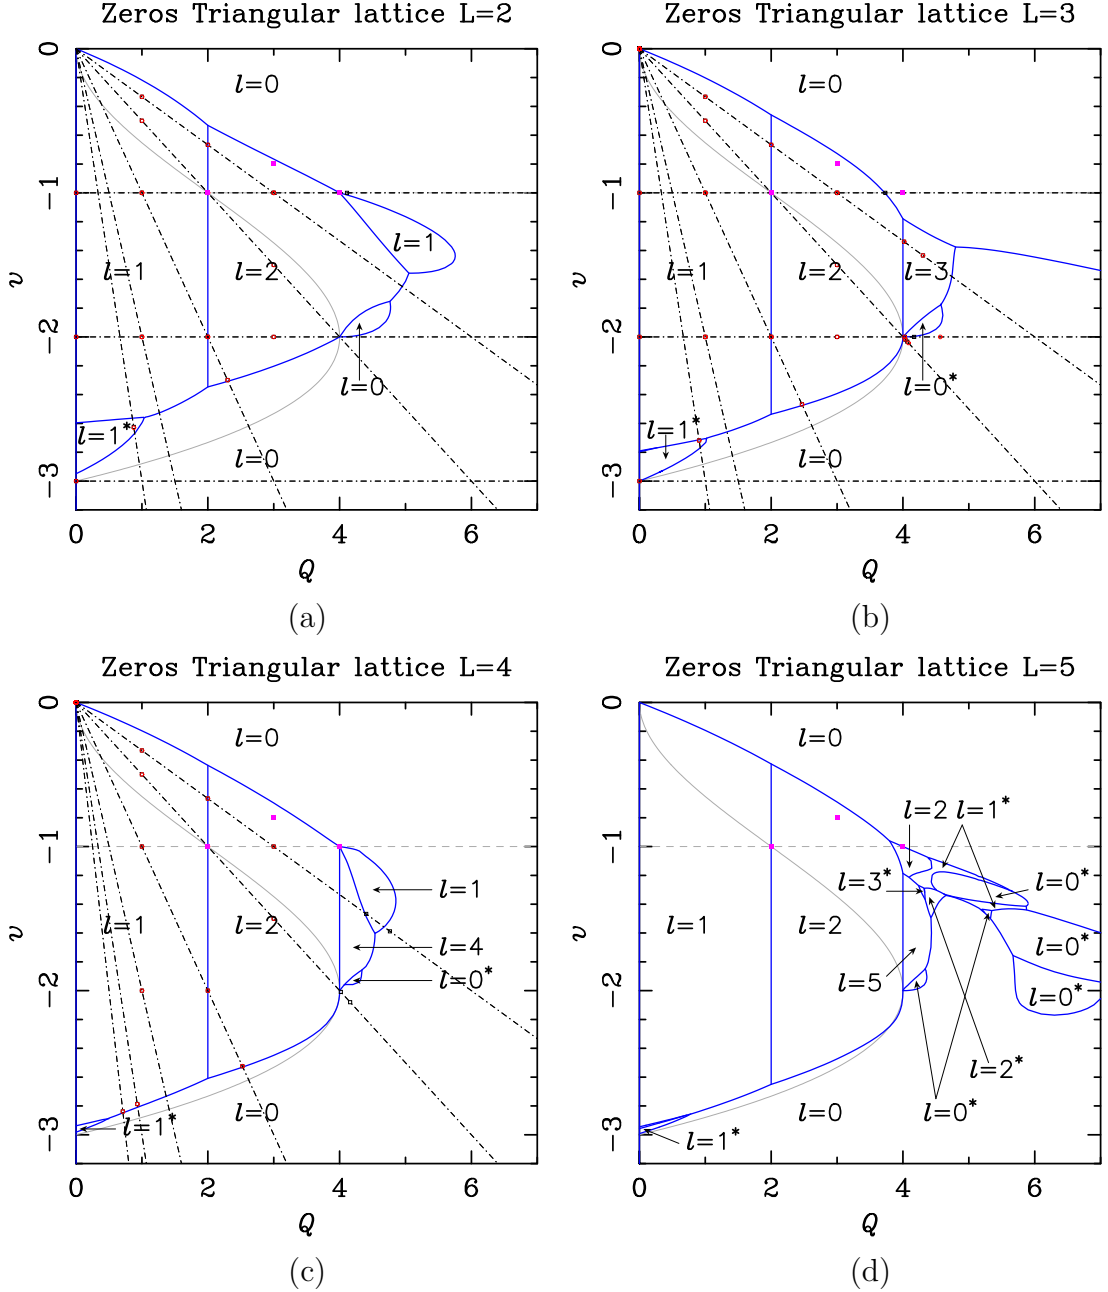 Zeros Triangular lattice L=2
0
−1
−2
−3
v
l=0
l=1
l=1
l=2
l=0
l=1*
l=0
0 2 4 6
Q
(a)
Zeros Triangular lattice L=3
0
−1
−2
−3
v
l=0
l=1
l=2
l=3
l=0*
l=1*
l=0
0 2 4 6
Q
(b)
Zeros Triangular lattice L=4
0
−1
−2
−3
v
l=0
l=1
l=1
l=2
l=4
l=0*
l=1*
l=0
0 2 4 6
Q
(c)
Zeros Triangular lattice L=5
0
−1
−2
−3
v
l=0
l=2 l=1*
l=3*
l=0*
l=1
l=2
l=0*
l=5
l=0*
l=2*
l=0
l=0*
l=1*
0 2 4 6
Q
(d)